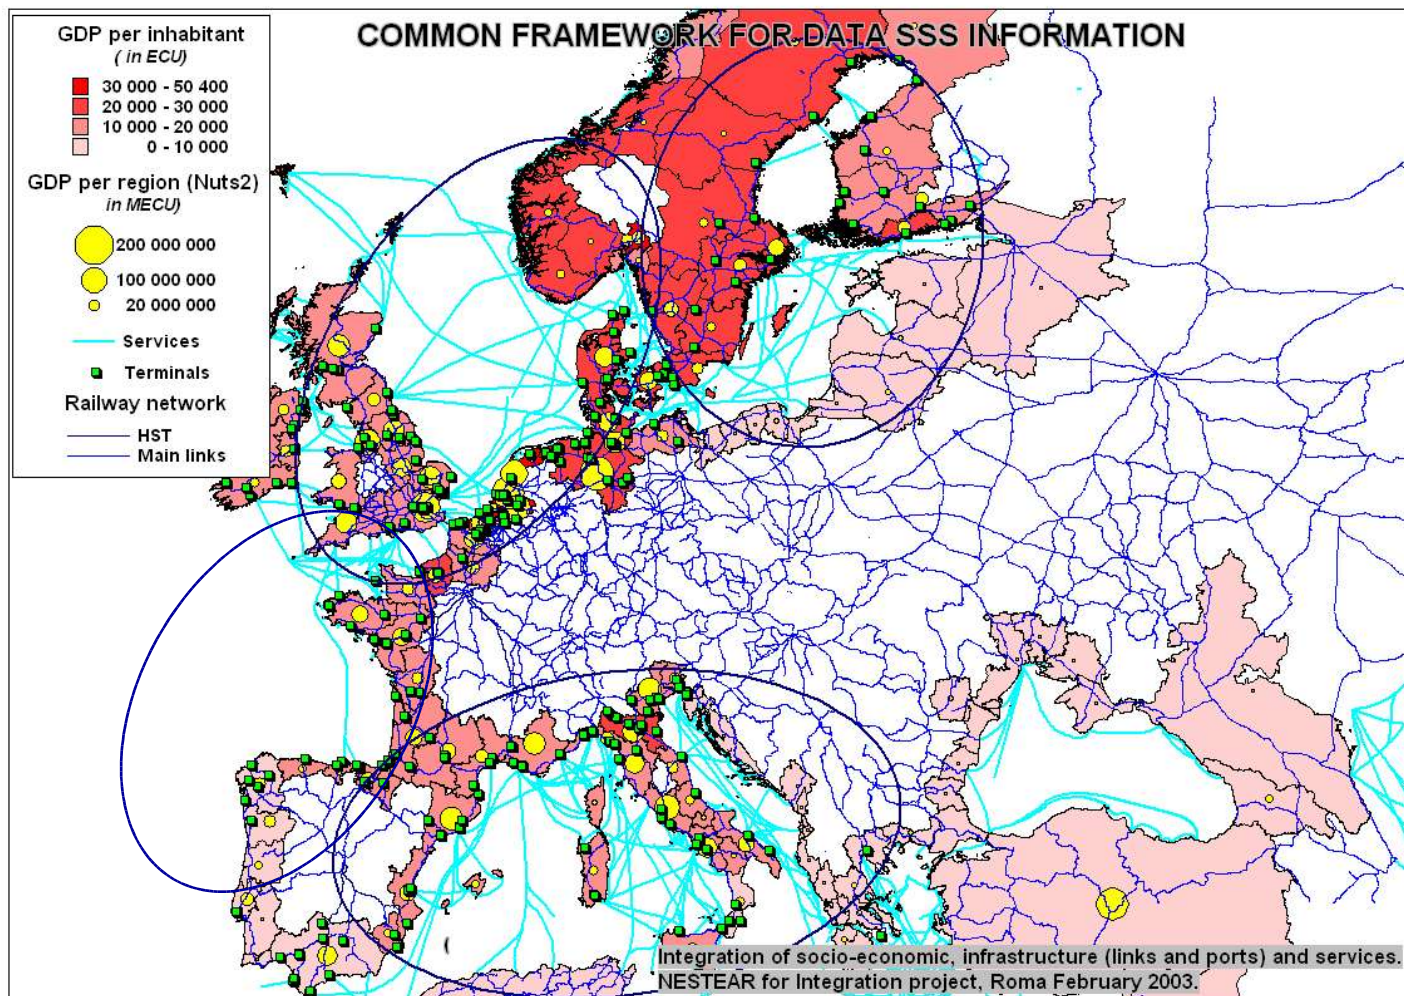 COMMON FRAMEWORK FOR DATA SSS INFORMATION
GDP per inhabitant
( in ECU)
30 000 - 50 400
20 000 - 30 000
10 000 - 20 000
0 - 10 000
GDP per region (Nuts2)
in MECU)
200 000 000
100 000 000
20 000 000
Services
Terminals
Railway network
HST
Main links
(
Integration of socio-economic, infrastructure (links and ports) and services.
NESTEAR for Integration project, Roma February 2003.